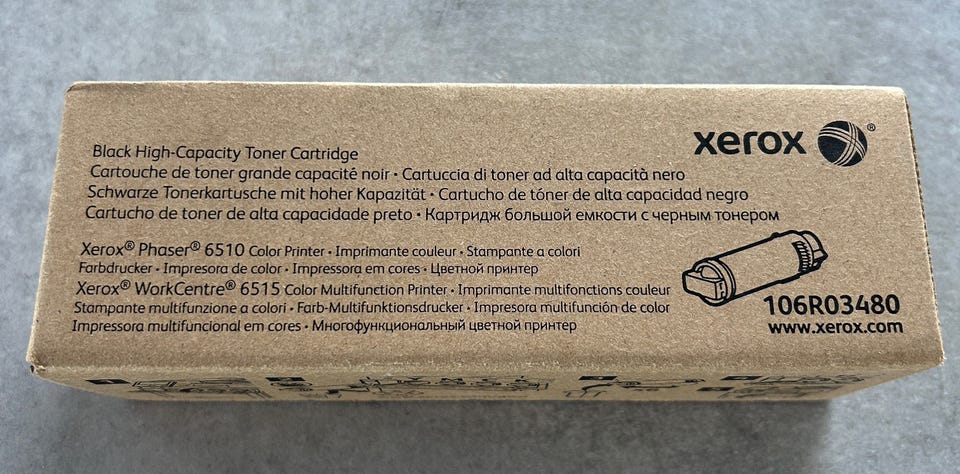 xerox ®
Black High-Capacity Toner Cartridge
Cartouche de toner grande capacité noir • Cartuccia di toner ad alta capacità nero
Schwarze Tonerkartusche mit hoher Kapazität • Cartucho de tóner de alta capacidad negro
Cartucho de toner de alta capacidade preto • Картридж большой емкости с черным тонером
Xerox® Phaser® 6510 Color Printer • Imprimante couleur • Stampante a colori
Farbdrucker • Impresora de color • Impressora em cores • Цветной принтер
Xerox® WorkCentre® 6515 Color Multifunction Printer • Imprimante multifonctions couleur
Stampante multifunzione a colori • Farb-Multifunktionsdrucker • Impresora multifunción de color
Impressora multifuncional em cores • Многофункциональный цветной принтер
106R03480
www.xerox.com